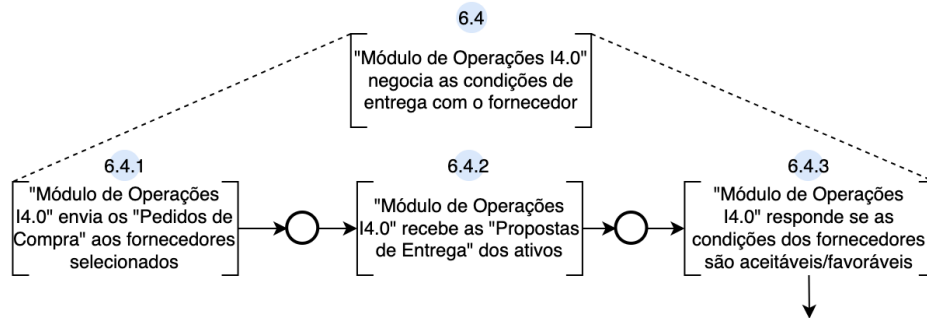 6.4
"Módulo de Operações I4.0"
negocia as condições de
entrega com o fornecedor
6.4.1
"Módulo de Operações
I4.0" envia os "Pedidos de
Compra" aos fornecedores
selecionados
6.4.2
"Módulo de Operações
I4.0" recebe as "Propostas
de Entrega" dos ativos
6.4.3
"Módulo de Operações
I4.0" responde se as
condições dos fornecedores
são aceitáveis/favoráveis